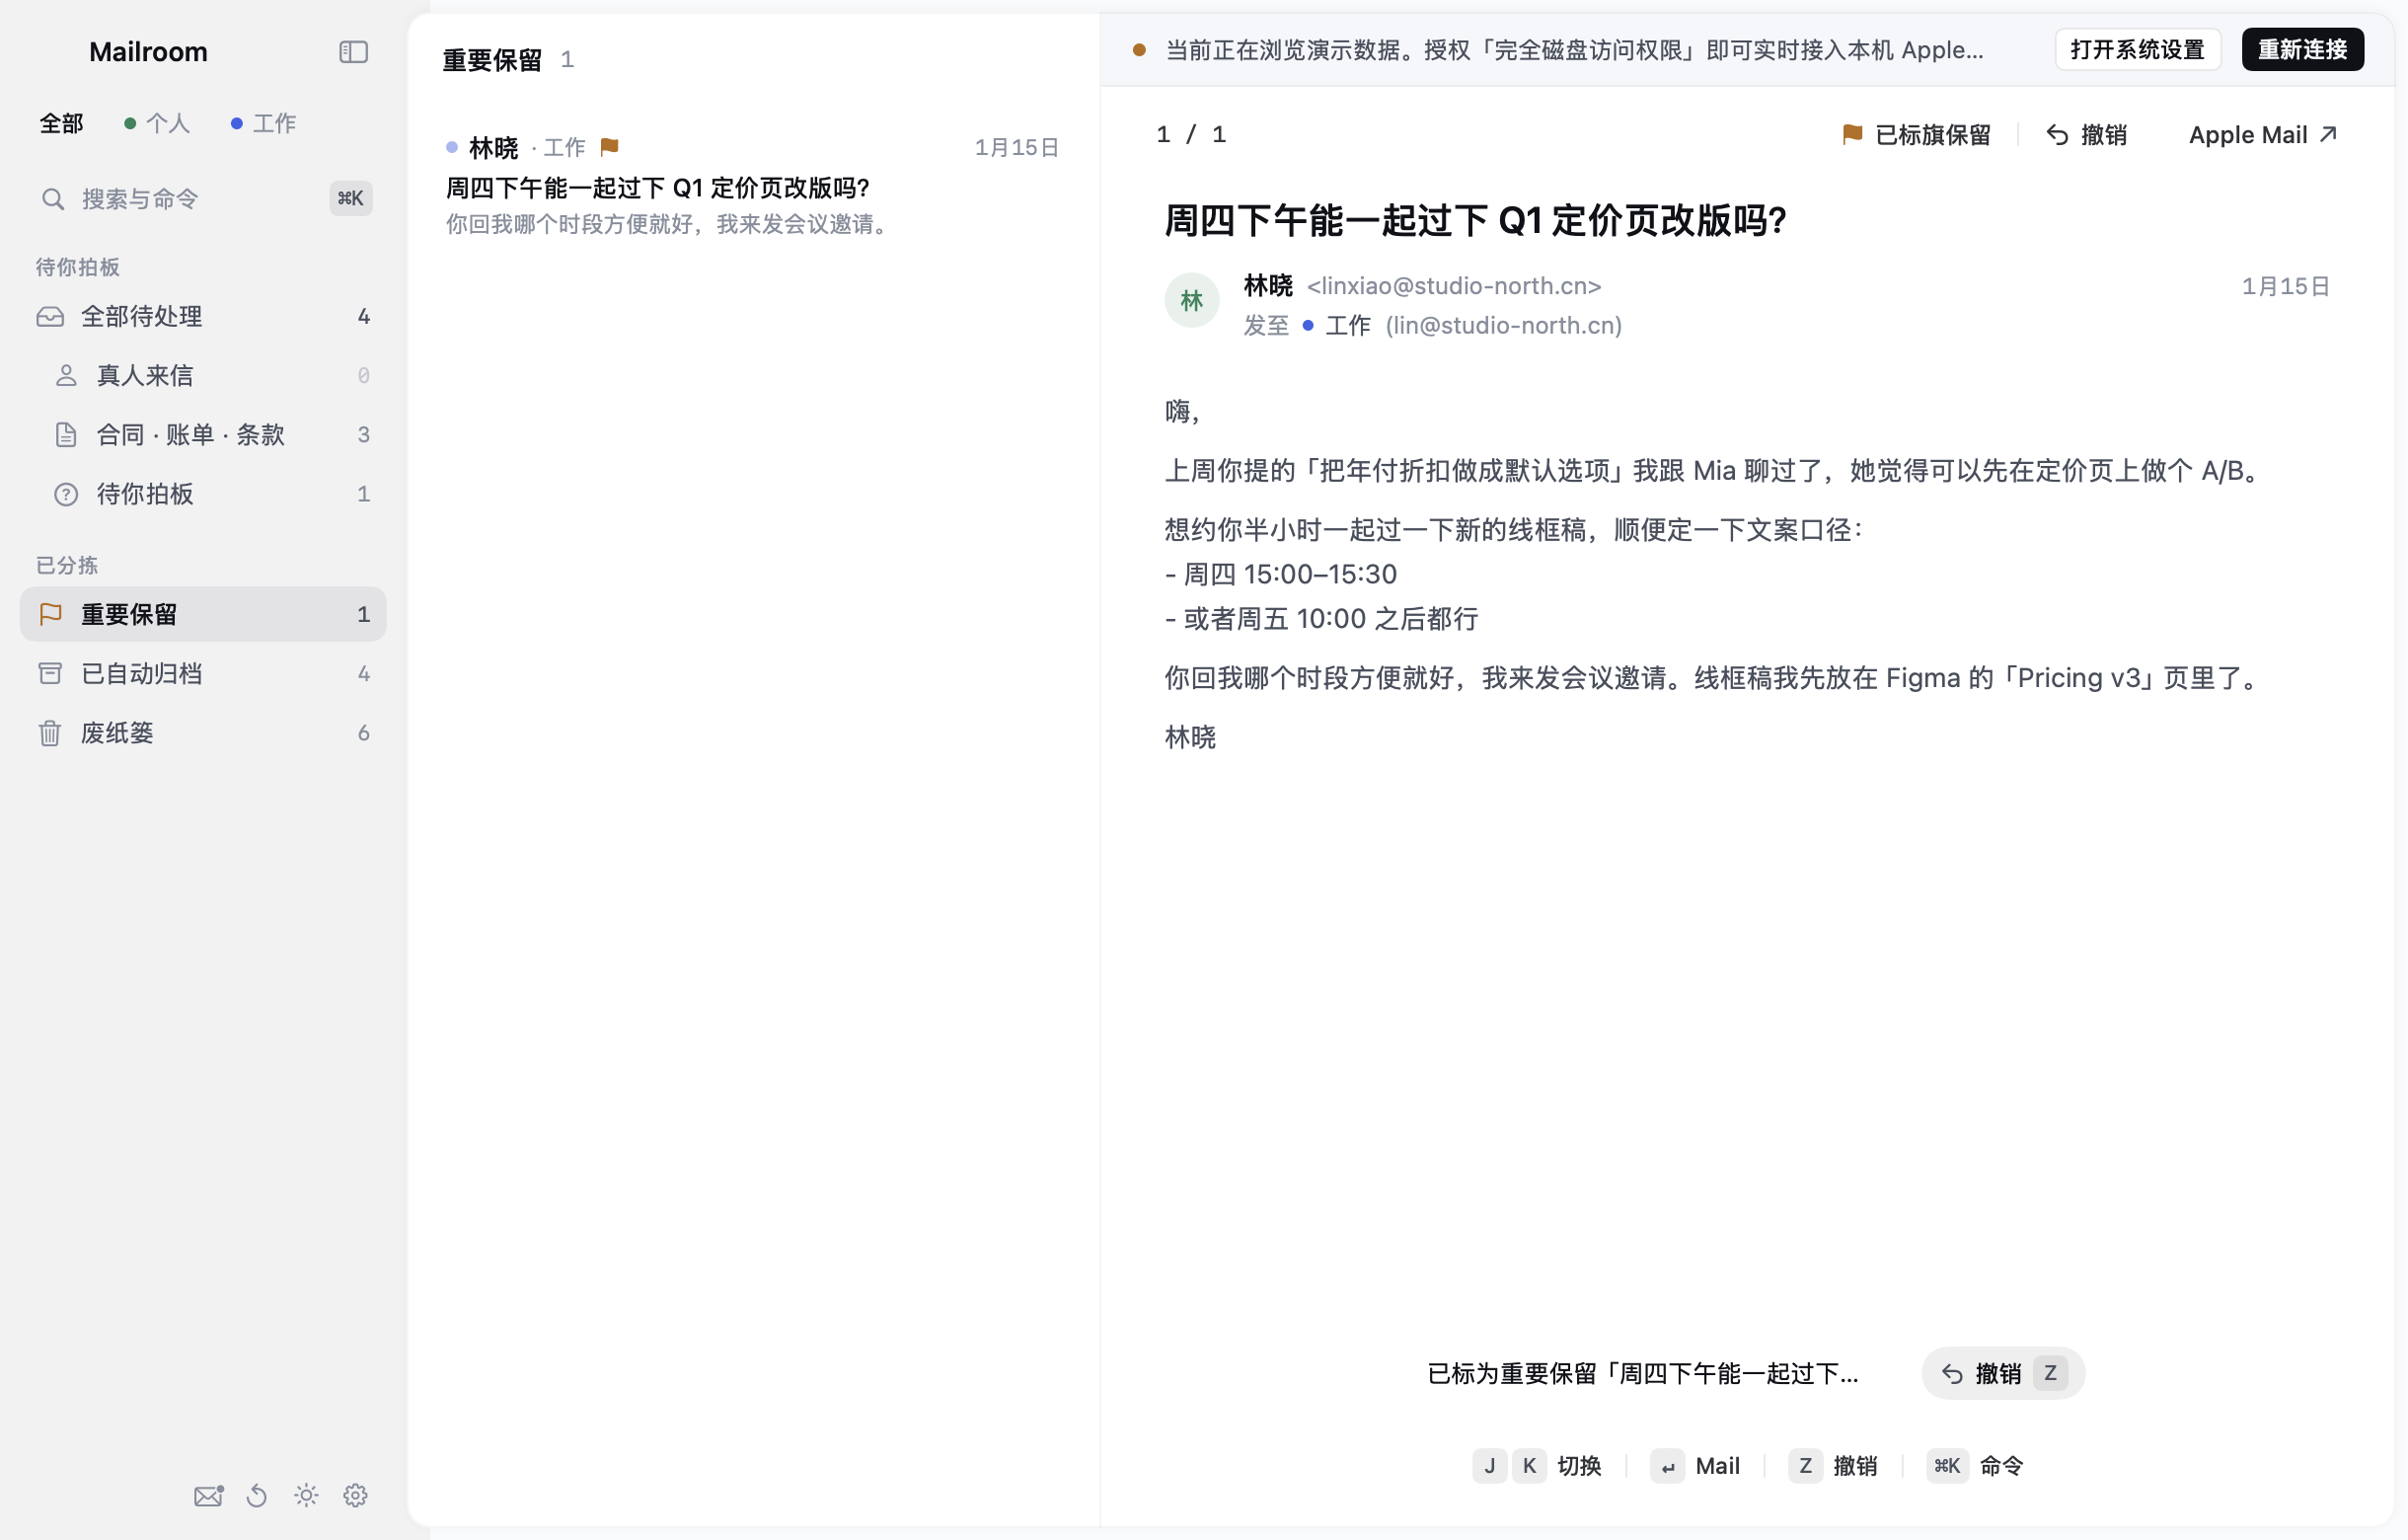 Mailroom
全部 个人 工作
搜索与命令 ⌘K
待你拍板
全部待处理 4
真人来信 0
合同 · 账单 · 条款 3
待你拍板 1
已分拣
重要保留 1
已自动归档 4
废纸篓 6
重要保留 1
林晓 · 工作 1月15日
周四下午能一起过下 Q1 定价页改版吗?
你回我哪个时段方便就好，我来发会议邀请。
当前正在浏览演示数据。授权「完全磁盘访问权限」即可实时接入本机 Apple...
打开系统设置 重新连接
1 / 1 已标旗保留 撤销 Apple Mail
周四下午能一起过下 Q1 定价页改版吗?
林 林晓 <linxiao@studio-north.cn> 1月15日
发至 工作 (lin@studio-north.cn)
嗨，
上周你提的「把年付折扣做成默认选项」我跟 Mia 聊过了，她觉得可以先在定价页上做个 A/B。
想约你半小时一起过一下新的线框稿，顺便定一下文案口径：
- 周四 15:00–15:30
- 或者周五 10:00 之后都行
你回我哪个时段方便就好，我来发会议邀请。线框稿我先放在 Figma 的「Pricing v3」页里了。
林晓
已标为重要保留「周四下午能一起过下... 撤销 Z
J K 切换 ↵ Mail Z 撤销 ⌘K 命令